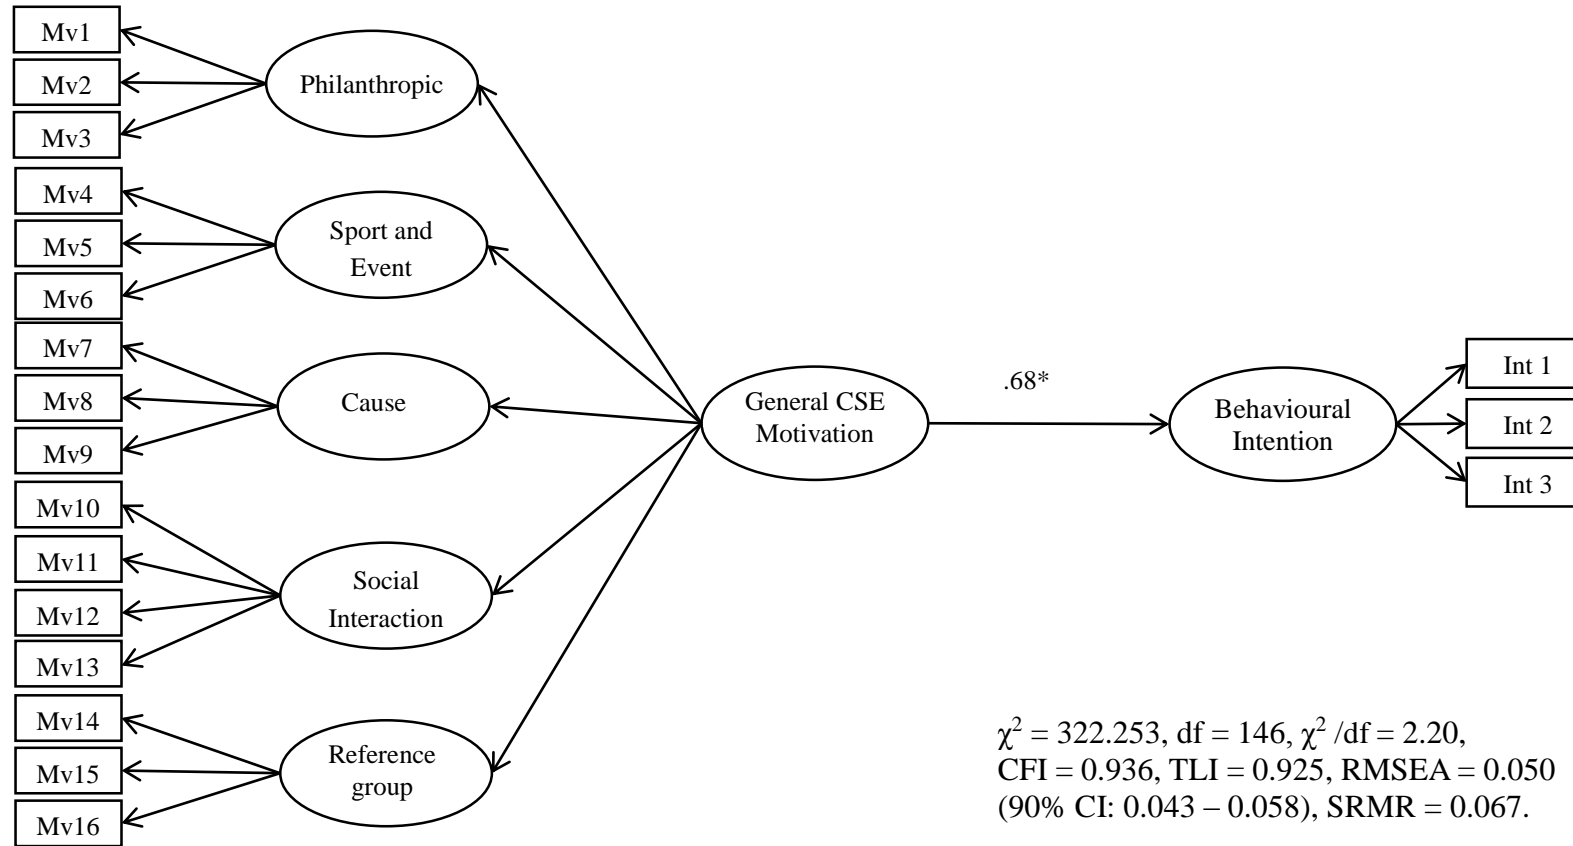 Mv1
Mv2
Mv3
Mv4
Mv5
Mv6
Mv7
Mv8
Mv9
Mv10
Mv11
Mv12
Mv13
Mv14
Mv15
Mv16
Philanthropic
Sport and
Event
Cause
Social
Interaction
Reference
group
General CSE
Motivation
.68*
Behavioural
Intention
Int 1
Int 2
Int 3
χ² = 322.253, df = 146, χ² /df = 2.20,
CFI = 0.936, TLI = 0.925, RMSEA = 0.050
(90% CI: 0.043 – 0.058), SRMR = 0.067.